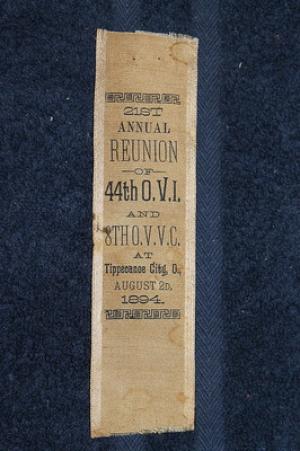 21ST
ANNUAL
REUNION
OF
44th O.V.I.
AND
8TH O.V.V.C.
AT
Tippecanoe City, O.,
AUGUST 2D,
1894.